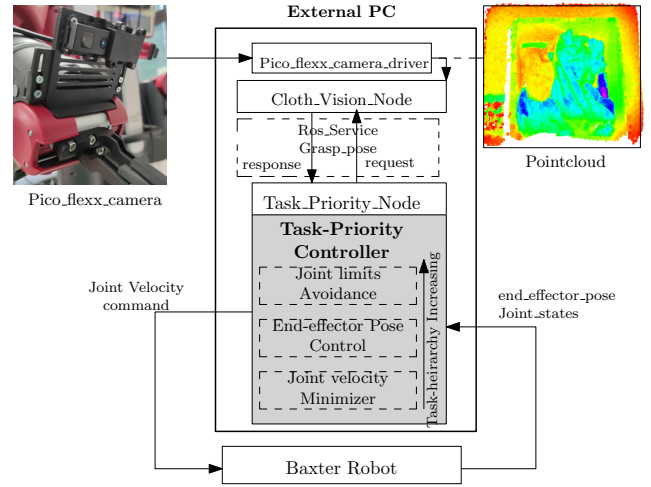 External PC
Pico_flexx_camera_driver
Cloth_Vision_Node
Ros_Service
Grasp_pose
response
request
Pico_flexx_camera
Pointcloud
Task_Priority_Node
Task-Priority
Controller
Joint limits
Avoidance
End-effector Pose
Control
Joint velocity
Minimizer
Task-heirarchy Increasing
Joint Velocity
command
end_effector_pose
Joint_states
Baxter Robot